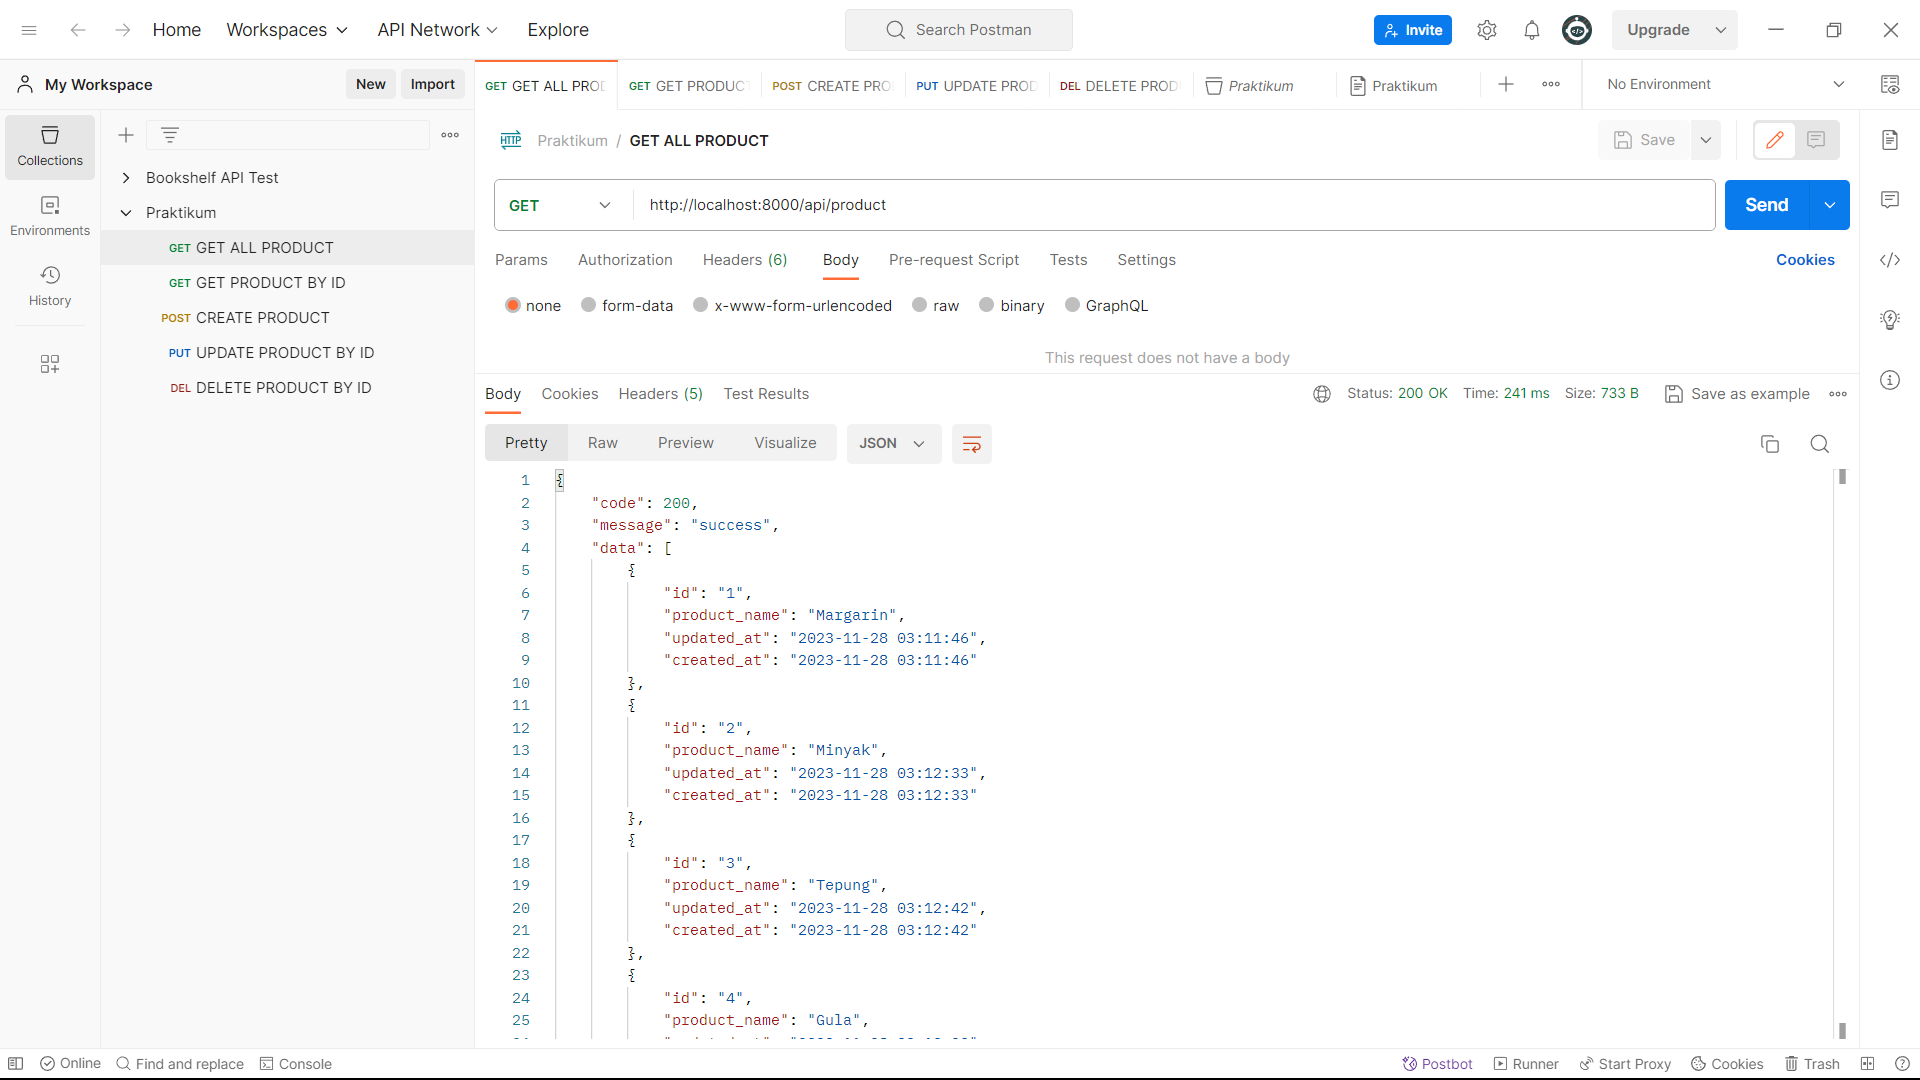 Home
Workspaces
API Network
Explore
Search Postman
Invite
Upgrade
My Workspace
New
Import
GET GET ALL PROD
GET GET PRODUCT
POST CREATE PRO
PUT UPDATE PROD
DEL DELETE PROD
Praktikum
Praktikum
No Environment
Collections
Environments
History
Bookshelf API Test
Praktikum
GET GET ALL PRODUCT
GET GET PRODUCT BY ID
POST CREATE PRODUCT
PUT UPDATE PRODUCT BY ID
DEL DELETE PRODUCT BY ID
HTTP Praktikum / GET ALL PRODUCT
Save
GET http://localhost:8000/api/product
Send
Params Authorization Headers (6) Body Pre-request Script Tests Settings Cookies
none form-data x-www-form-urlencoded raw binary GraphQL
This request does not have a body
Body Cookies Headers (5) Test Results Status: 200 OK Time: 241 ms Size: 733 B Save as example
Pretty Raw Preview Visualize JSON
1 {
2 "code": 200,
3 "message": "success",
4 "data": [
5 {
6 "id": "1",
7 "product_name": "Margarin",
8 "updated_at": "2023-11-28 03:11:46",
9 "created_at": "2023-11-28 03:11:46"
10 },
11 {
12 "id": "2",
13 "product_name": "Minyak",
14 "updated_at": "2023-11-28 03:12:33",
15 "created_at": "2023-11-28 03:12:33"
16 },
17 {
18 "id": "3",
19 "product_name": "Tepung",
20 "updated_at": "2023-11-28 03:12:42",
21 "created_at": "2023-11-28 03:12:42"
22 },
23 {
24 "id": "4",
25 "product_name": "Gula",
Online Find and replace Console Postbot Runner Start Proxy Cookies Trash